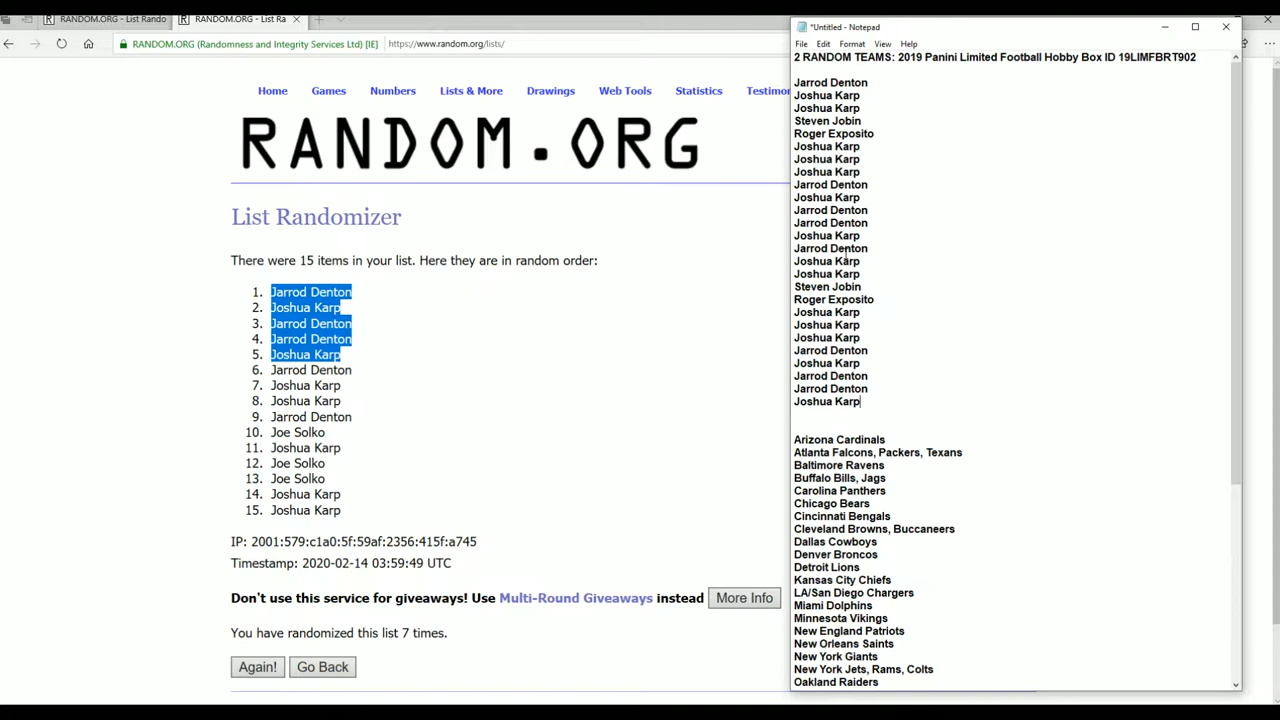 RANDOM.ORG - List Rando
RANDOM.ORG - List Ra
*Untitled - Notepad
RANDOM.ORG (Randomness and Integrity Services Ltd) [IE]
https://www.random.org/lists/
File Edit Format View Help
Home Games Numbers Lists & More Drawings Web Tools Statistics Testimo
RANDOM.ORG
List Randomizer
There were 15 items in your list. Here they are in random order:
1. Jarrod Denton
2. Joshua Karp
3. Jarrod Denton
4. Jarrod Denton
5. Joshua Karp
6. Jarrod Denton
7. Joshua Karp
8. Joshua Karp
9. Jarrod Denton
10. Joe Solko
11. Joshua Karp
12. Joe Solko
13. Joe Solko
14. Joshua Karp
15. Joshua Karp
IP: 2001:579:c1a0:5f:59af:2356:415f:a745
Timestamp: 2020-02-14 03:59:49 UTC
Don't use this service for giveaways! Use Multi-Round Giveaways instead More Info
You have randomized this list 7 times.
Again! Go Back
2 RANDOM TEAMS: 2019 Panini Limited Football Hobby Box ID 19LIMFBRT902
Jarrod Denton
Joshua Karp
Joshua Karp
Steven Jobin
Roger Exposito
Joshua Karp
Joshua Karp
Joshua Karp
Jarrod Denton
Joshua Karp
Jarrod Denton
Jarrod Denton
Joshua Karp
Jarrod Denton
Joshua Karp
Joshua Karp
Steven Jobin
Roger Exposito
Joshua Karp
Joshua Karp
Joshua Karp
Jarrod Denton
Joshua Karp
Jarrod Denton
Jarrod Denton
Joshua Karp
Arizona Cardinals
Atlanta Falcons, Packers, Texans
Baltimore Ravens
Buffalo Bills, Jags
Carolina Panthers
Chicago Bears
Cincinnati Bengals
Cleveland Browns, Buccaneers
Dallas Cowboys
Denver Broncos
Detroit Lions
Kansas City Chiefs
LA/San Diego Chargers
Miami Dolphins
Minnesota Vikings
New England Patriots
New Orleans Saints
New York Giants
New York Jets, Rams, Colts
Oakland Raiders